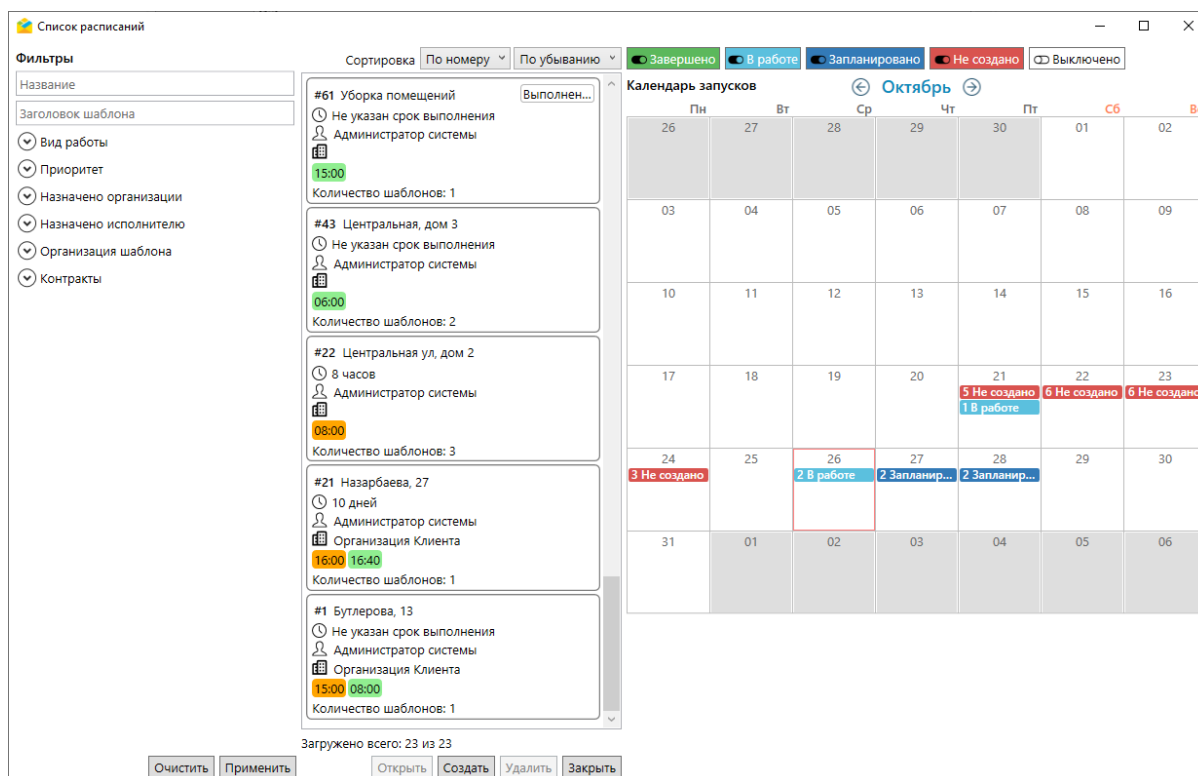 Список расписаний
Фильтры
Название
Заголовок шаблона
Вид работы
Приоритет
Назначено организации
Назначено исполнителю
Организация шаблона
Контракты
Очистить Применить
Сортировка По номеру По убыванию
#61 Уборка помещений Выполнен...
Не указан срок выполнения
Администратор системы
15:00
Количество шаблонов: 1
#43 Центральная, дом 3
Не указан срок выполнения
Администратор системы
06:00
Количество шаблонов: 2
#22 Центральная ул, дом 2
8 часов
Администратор системы
08:00
Количество шаблонов: 3
#21 Назарбаева, 27
10 дней
Администратор системы
Организация Клиента
16:00 16:40
Количество шаблонов: 1
#1 Бутлерова, 13
Не указан срок выполнения
Администратор системы
Организация Клиента
15:00 08:00
Количество шаблонов: 1
Загружено всего: 23 из 23
Открыть Создать Удалить Закрыть
Завершено В работе Запланировано Не создано Выключено
Календарь запусков Октябрь
Пн Вт Ср Чт Пт Сб Вс
26 27 28 29 30 01 02
03 04 05 06 07 08 09
10 11 12 13 14 15 16
17 18 19 20 21 22 23
5 Не создано 6 Не создано 6 Не создано
1 В работе
24 25 26 27 28 29 30
3 Не создано 2 В работе 2 Запланир... 2 Запланир...
31 01 02 03 04 05 06